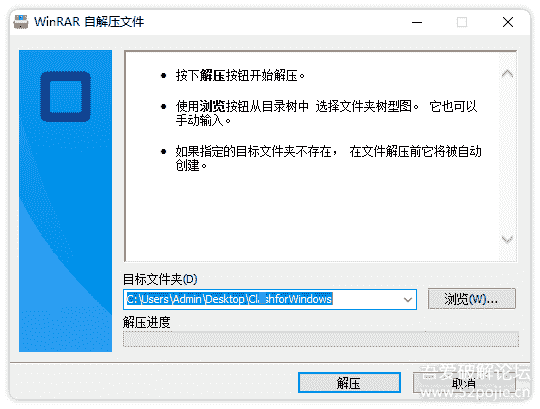 WinRAR 自解压文件
按下解压按钮开始解压。
使用浏览按钮从目录树中 选择文件夹树型图。 它也可以
手动输入。
如果指定的目标文件夹不存在， 在文件解压前它将被自动
创建。
目标文件夹(D)
C:\Users\Admin\Desktop\ClashforWindows
浏览(W)...
解压进度
解压
取消
吾爱破解论坛
www.52pojie.cn